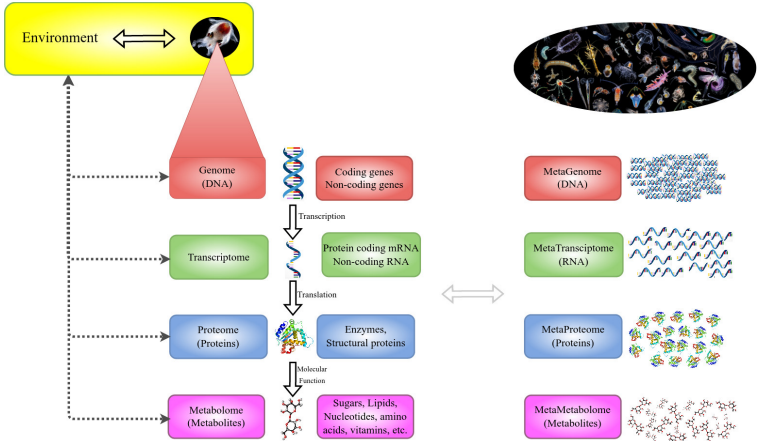 Environment
Genome
(DNA)
Coding genes
Non-coding genes
MetaGenome
(DNA)
Transcription
Transcriptome
Protein coding mRNA
Non-coding RNA
MetaTransciptome
(RNA)
Translation
Proteome
(Proteins)
Enzymes,
Structural proteins
MetaProteome
(Proteins)
Molecular
Function
Metabolome
(Metabolites)
Sugars, Lipids,
Nucleotides, amino
acids, vitamins, etc.
MetaMetabolome
(Metabolites)